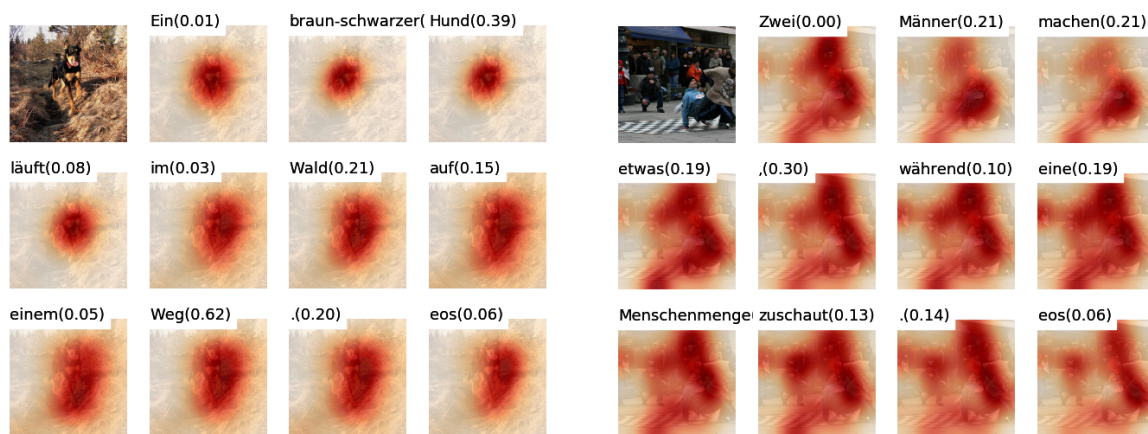 Ein(0.01) braun-schwarzer( Hund(0.39)
läuft(0.08) im(0.03) Wald(0.21) auf(0.15)
einem(0.05) Weg(0.62) .(0.20) eos(0.06)
Zwei(0.00) Männer(0.21) machen(0.21)
etwas(0.19) ,(0.30) während(0.10) eine(0.19)
Menschenmenge( zuschaut(0.13) .(0.14) eos(0.06)